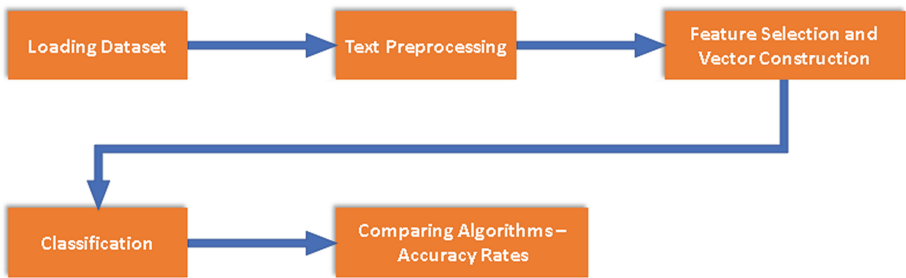 Loading Dataset
Text Preprocessing
Feature Selection and
Vector Construction
Classification
Comparing Algorithms –
Accuracy Rates